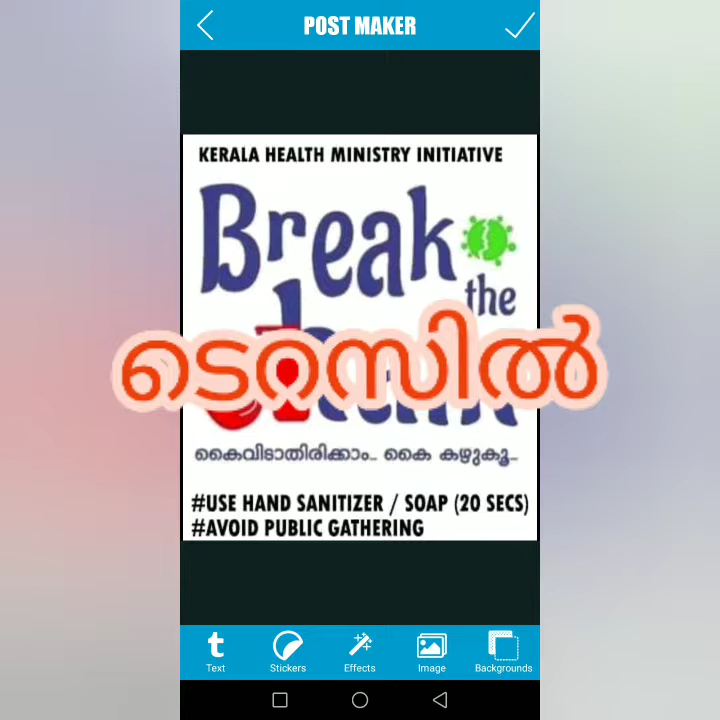 POST MAKER
KERALA HEALTH MINISTRY INITIATIVE
Break
the
ടെറസിൽ
കൈവിടാതിരിക്കാം.. കൈ കഴുകൂ...
#USE HAND SANITIZER / SOAP (20 SECS)
#AVOID PUBLIC GATHERING
Text Stickers Effects Image Backgrounds